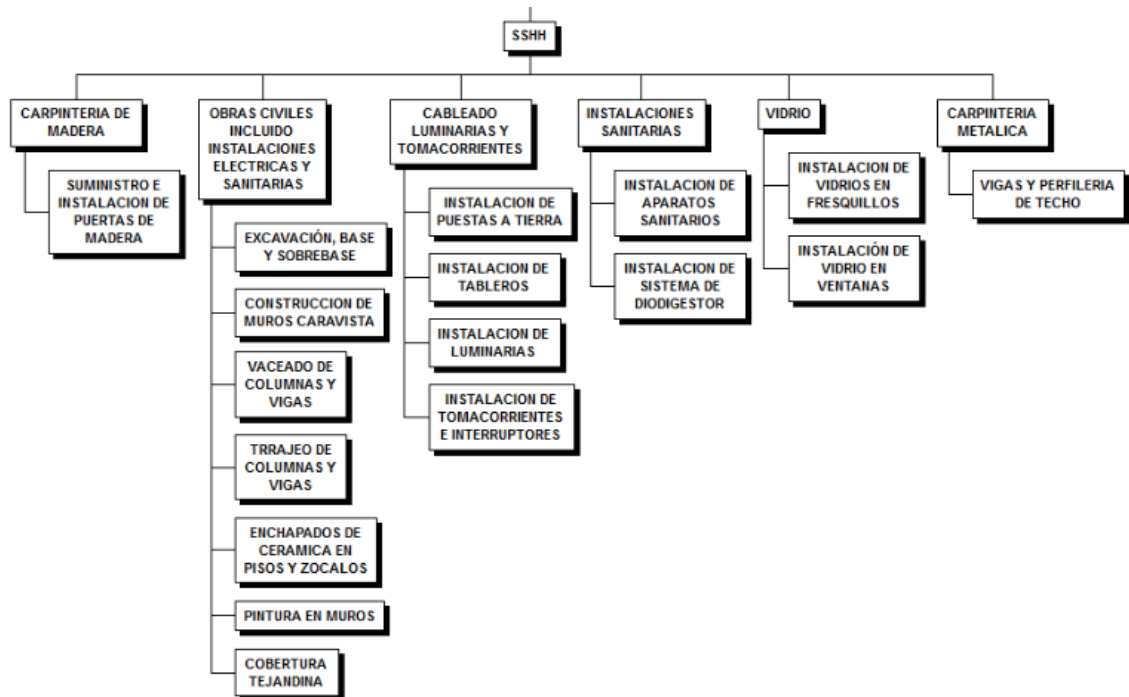 SSHH
CARPINTERIA DE
MADERA
SUMINISTRO E
INSTALACION DE
PUERTAS DE
MADERA
OBRAS CIVILES
INCLUIDO
INSTALACIONES
ELECTRICAS Y
SANITARIAS
EXCAVACIÓN, BASE
Y SOBREBASE
CONSTRUCCION DE
MUROS CARAVISTA
VACEADO DE
COLUMNAS Y
VIGAS
TRRAJEO DE
COLUMNAS Y
VIGAS
ENCHAPADOS DE
CERAMICA EN
PISOS Y ZOCALOS
PINTURA EN MUROS
COBERTURA
TEJANDINA
CABLEADO
LUMINARIAS Y
TOMACORRIENTES
INSTALACION DE
PUESTAS A TIERRA
INSTALACION DE
TABLEROS
INSTALACION DE
LUMINARIAS
INSTALACION DE
TOMACORRIENTES
E INTERRUPTORES
INSTALACIONES
SANITARIAS
INSTALACION DE
APARATOS
SANITARIOS
INSTALACION DE
SISTEMA DE
DIODIGESTOR
VIDRIO
INSTALACION DE
VIDRIOS EN
FRESQUILLOS
INSTALACIÓN DE
VIDRIO EN
VENTANAS
CARPINTERIA
METALICA
VIGAS Y PERFILERIA
DE TECHO